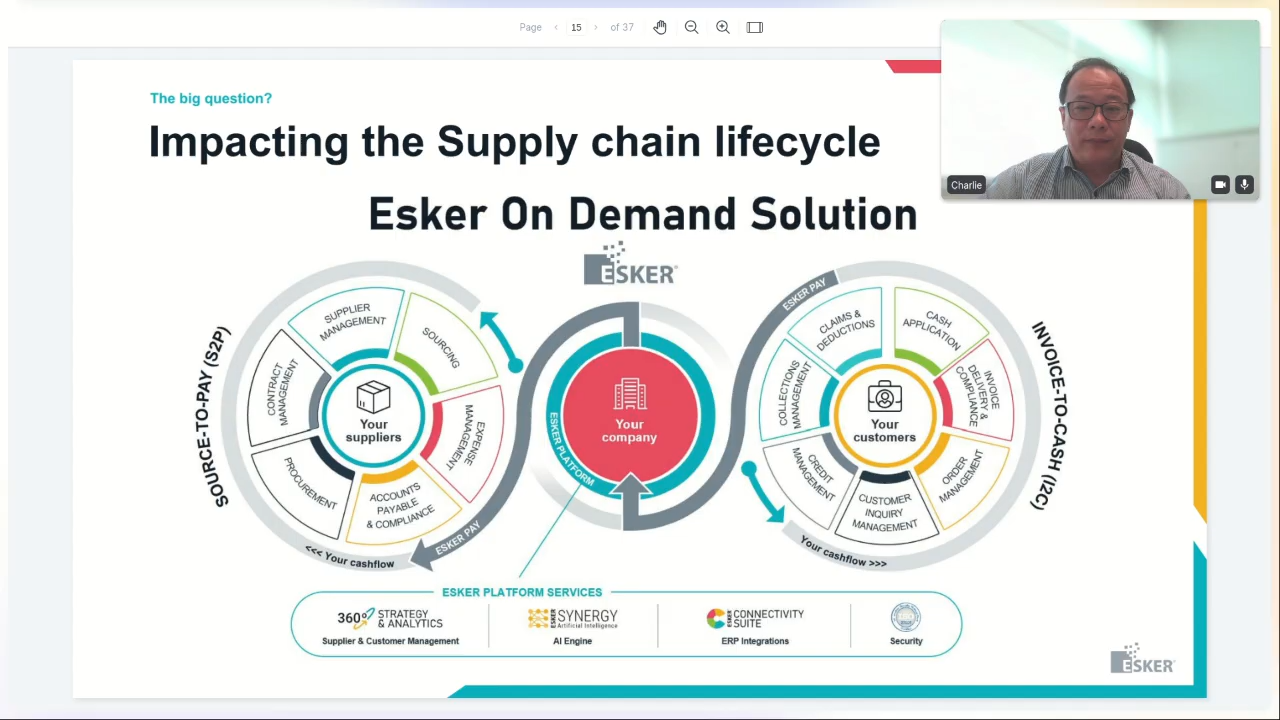 Page < 15 > of 37
Charlie
The big question?
Impacting the Supply chain lifecycle
Esker On Demand Solution
ESKER
SOURCE-TO-PAY (S2P)
SUPPLIER
MANAGEMENT
SOURCING
CONTRACT
MANAGEMENT
EXPENSE
MANAGEMENT
PROCUREMENT
ACCOUNTS
PAYABLE
& COMPLIANCE
Your
suppliers
<<< Your cashflow
ESKER PAY
ESKER PLATFORM
Your
company
ESKER PAY
CLAIMS &
DEDUCTIONS
CASH
APPLICATION
COLLECTIONS
MANAGEMENT
INVOICE
DELIVERY &
COMPLIANCE
CREDIT
MANAGEMENT
CUSTOMER
INQUIRY
MANAGEMENT
ORDER
MANAGEMENT
Your
customers
Your cashflow >>>
INVOICE-TO-CASH (I2C)
ESKER PLATFORM SERVICES
360° STRATEGY
& ANALYTICS
Supplier & Customer Management
ESKER SYNERGY
Artificial Intelligence
AI Engine
ESKER CONNECTIVITY
SUITE
ERP Integrations
Security
ESKER